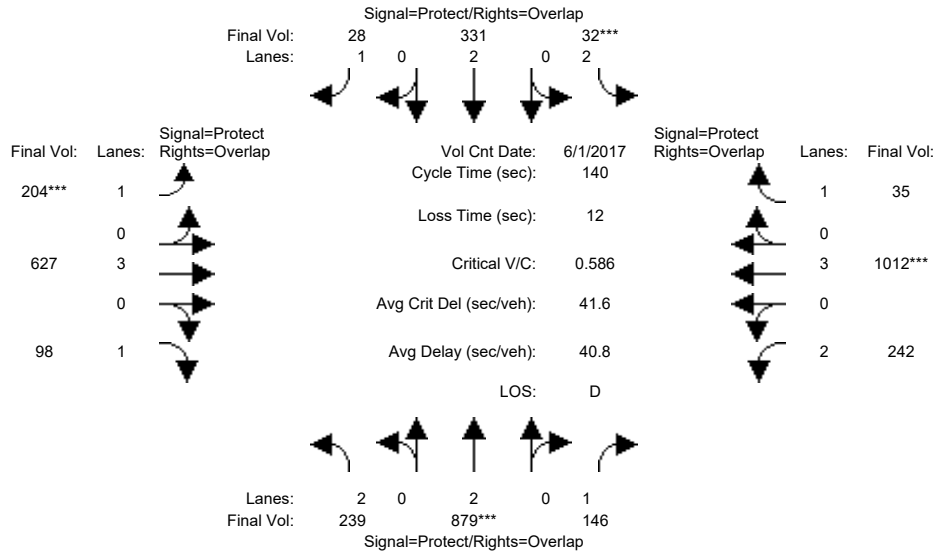 Signal=Protect/Rights=Overlap
Final Vol: 28 331 32***
Lanes: 1 0 2 0 2
Signal=Protect
Final Vol: Lanes: Rights=Overlap
Vol Cnt Date: 6/1/2017
Signal=Protect
Rights=Overlap Lanes: Final Vol:
Cycle Time (sec): 140
204*** 1
1 35
Loss Time (sec): 12
0
0
627 3
Critical V/C: 0.586
3 1012***
0
Avg Crit Del (sec/veh): 41.6
0
98 1
Avg Delay (sec/veh): 40.8
2 242
LOS: D
Lanes: 2 0 2 0 1
Final Vol: 239 879*** 146
Signal=Protect/Rights=Overlap